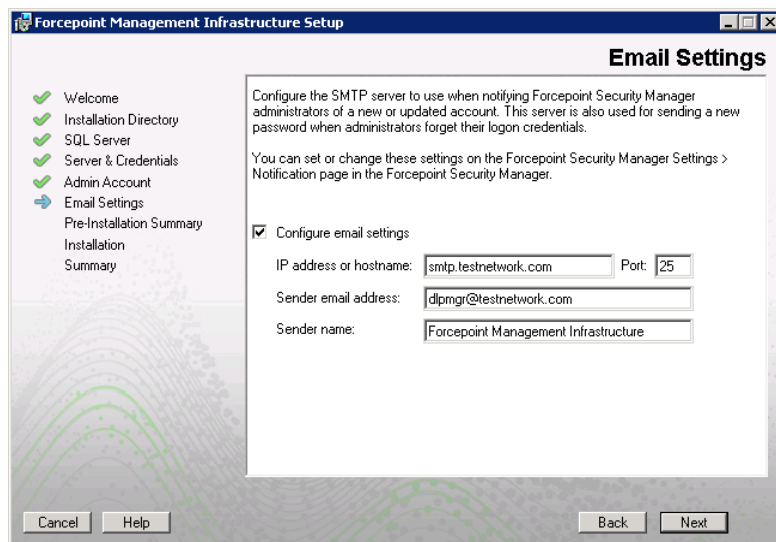 Forcepoint Management Infrastructure Setup
Email Settings
Welcome
Installation Directory
SQL Server
Server & Credentials
Admin Account
Email Settings
Pre-Installation Summary
Installation
Summary
Configure the SMTP server to use when notifying Forcepoint Security Manager
administrators of a new or updated account. This server is also used for sending a new
password when administrators forget their logon credentials.
You can set or change these settings on the Forcepoint Security Manager Settings >
Notification page in the Forcepoint Security Manager.
Configure email settings
IP address or hostname: smtp.testnetwork.com Port: 25
Sender email address: dlpmgr@testnetwork.com
Sender name: Forcepoint Management Infrastructure
Cancel Help Back Next